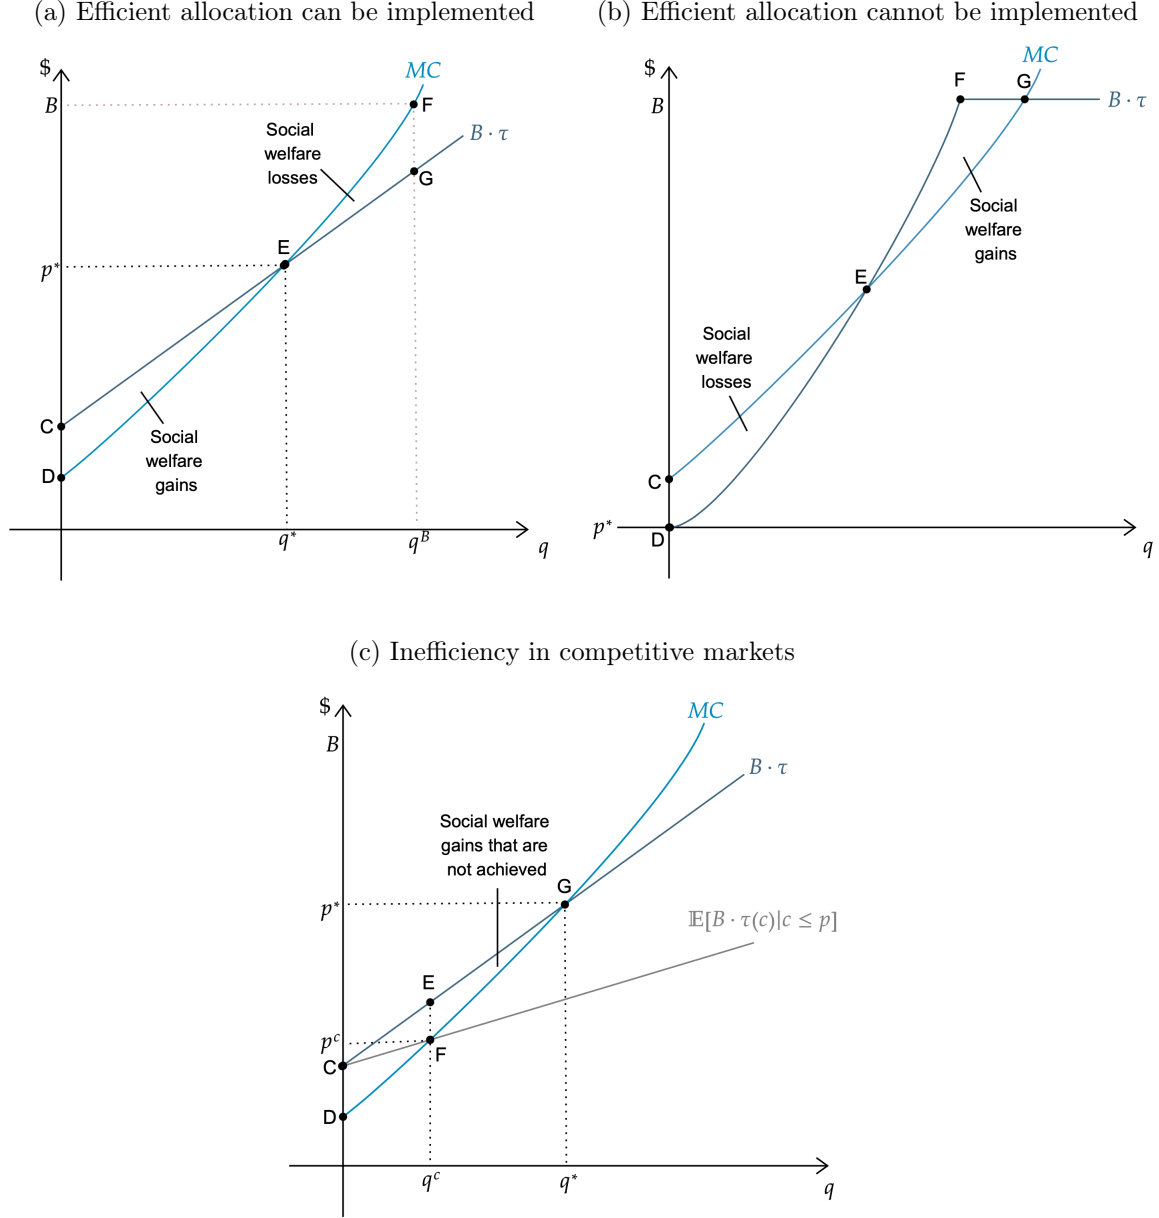 (a) Efficient allocation can be implemented
$
MC
B
F
B · τ
Social
welfare
losses
G
E
p*
C
D
Social
welfare
gains
q*
q^B
q
(b) Efficient allocation cannot be implemented
$
MC
F
G
B
B · τ
Social
welfare
gains
E
Social
welfare
losses
C
p*
D
q
(c) Inefficiency in competitive markets
$
MC
B
B · τ
Social welfare
gains that are
not achieved
G
p*
𝔼[B · τ(c)|c ≤ p]
E
p^c
F
C
D
q^c
q*
q